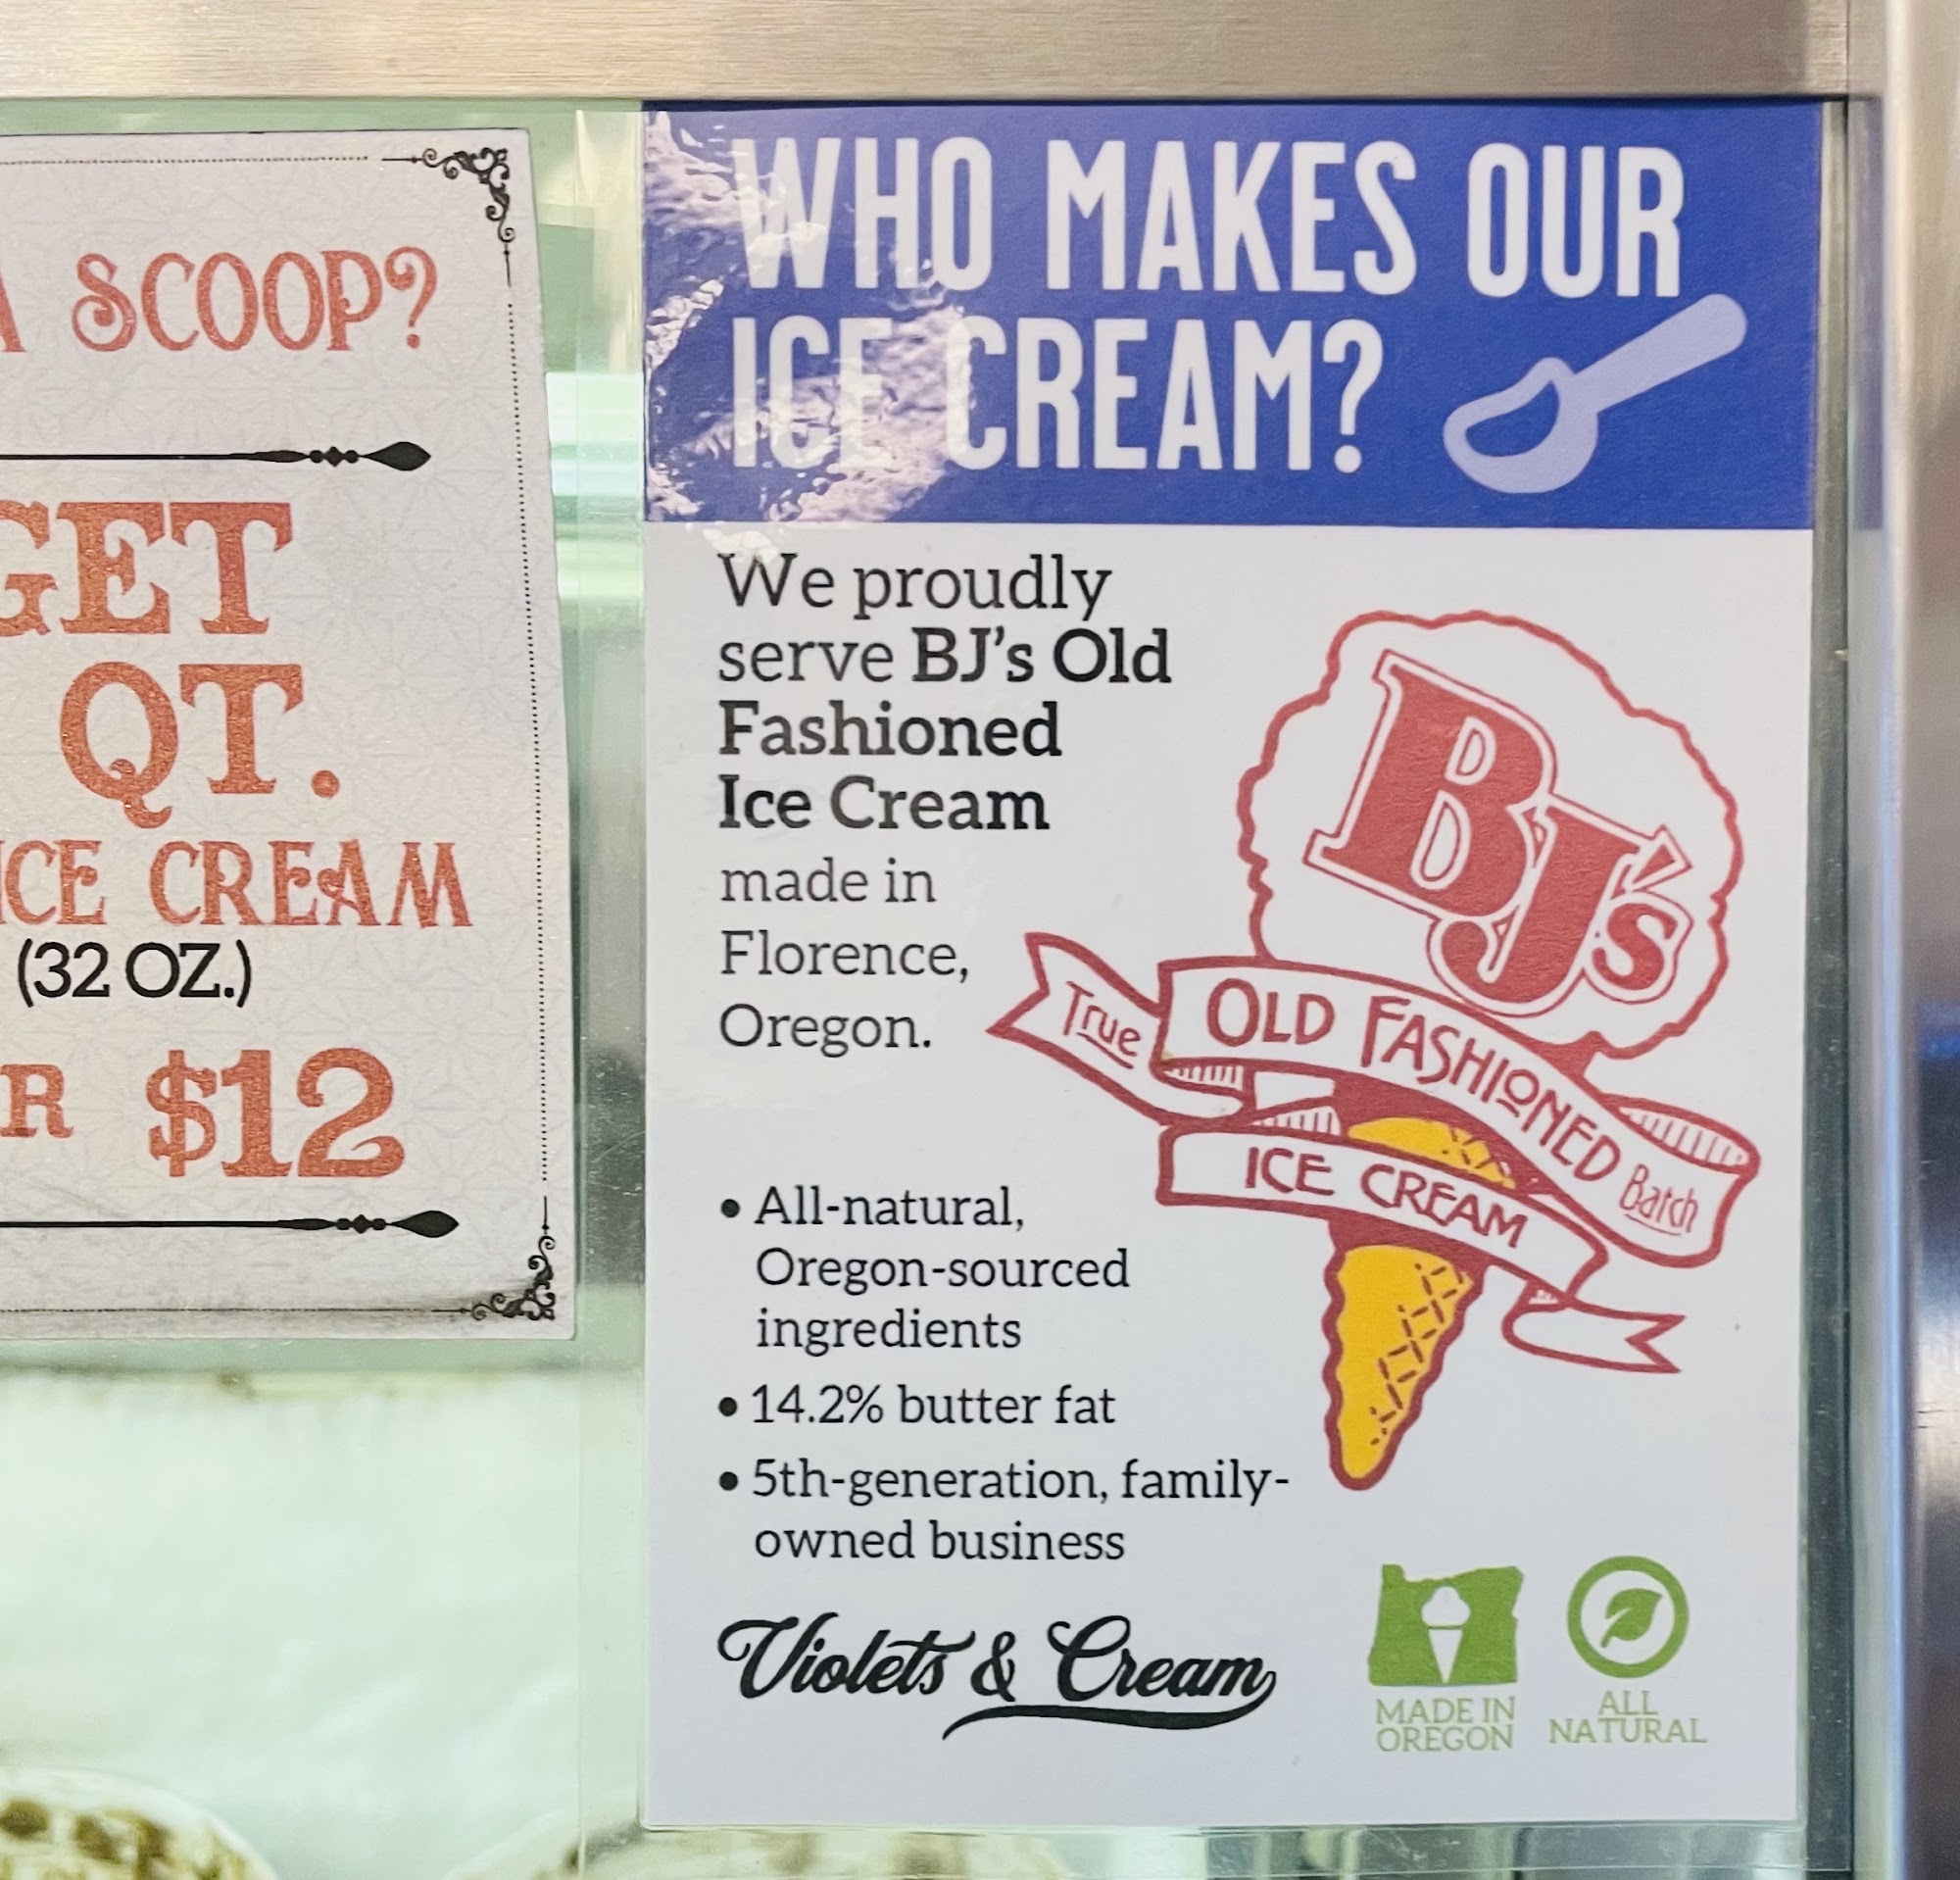 SCOOP?
GET
QT.
ICE CREAM
(32 OZ.)
R $12
WHO MAKES OUR
ICE CREAM?
We proudly
serve BJ's Old
Fashioned
Ice Cream
made in
Florence,
Oregon.
• All-natural,
Oregon-sourced
ingredients
• 14.2% butter fat
• 5th-generation, family-
owned business
BJ's
True
OLD FASHIONED
Batch
ICE CREAM
Violets & Cream
MADE IN
OREGON
ALL
NATURAL